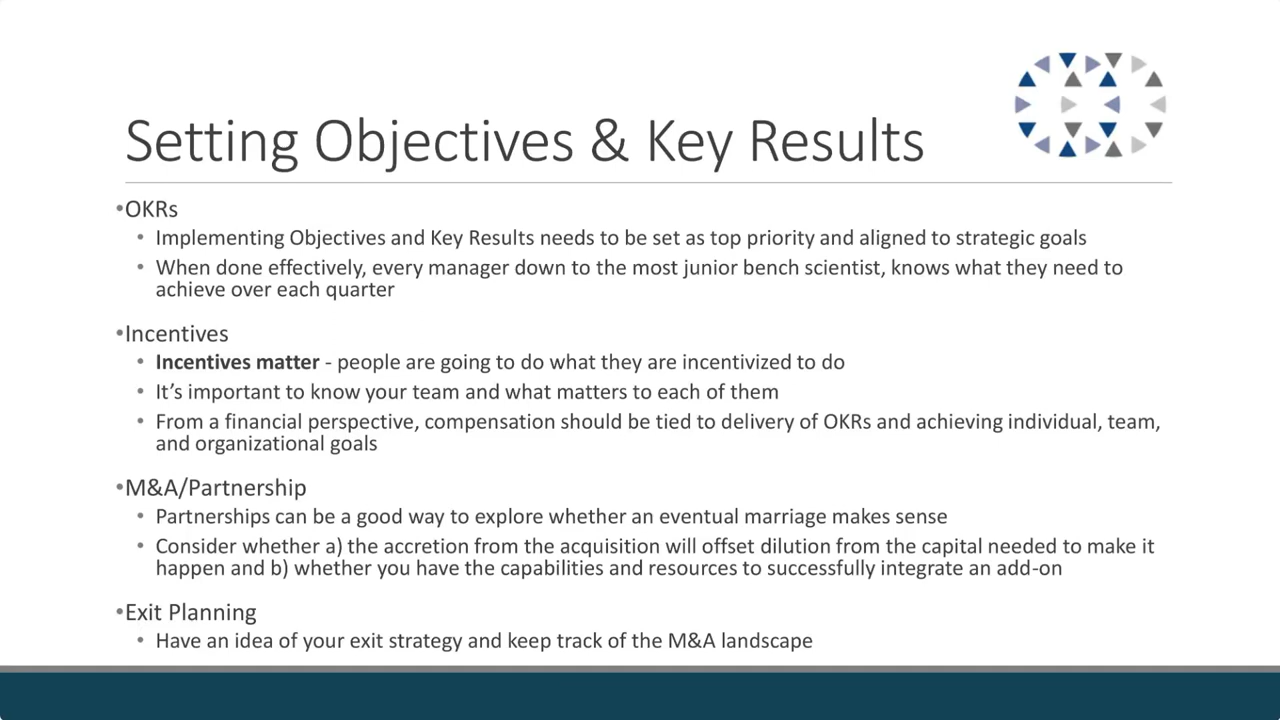 Setting Objectives & Key Results
•OKRs
• Implementing Objectives and Key Results needs to be set as top priority and aligned to strategic goals
• When done effectively, every manager down to the most junior bench scientist, knows what they need to
achieve over each quarter
•Incentives
• Incentives matter - people are going to do what they are incentivized to do
• It’s important to know your team and what matters to each of them
• From a financial perspective, compensation should be tied to delivery of OKRs and achieving individual, team,
and organizational goals
•M&A/Partnership
• Partnerships can be a good way to explore whether an eventual marriage makes sense
• Consider whether a) the accretion from the acquisition will offset dilution from the capital needed to make it
happen and b) whether you have the capabilities and resources to successfully integrate an add-on
•Exit Planning
• Have an idea of your exit strategy and keep track of the M&A landscape